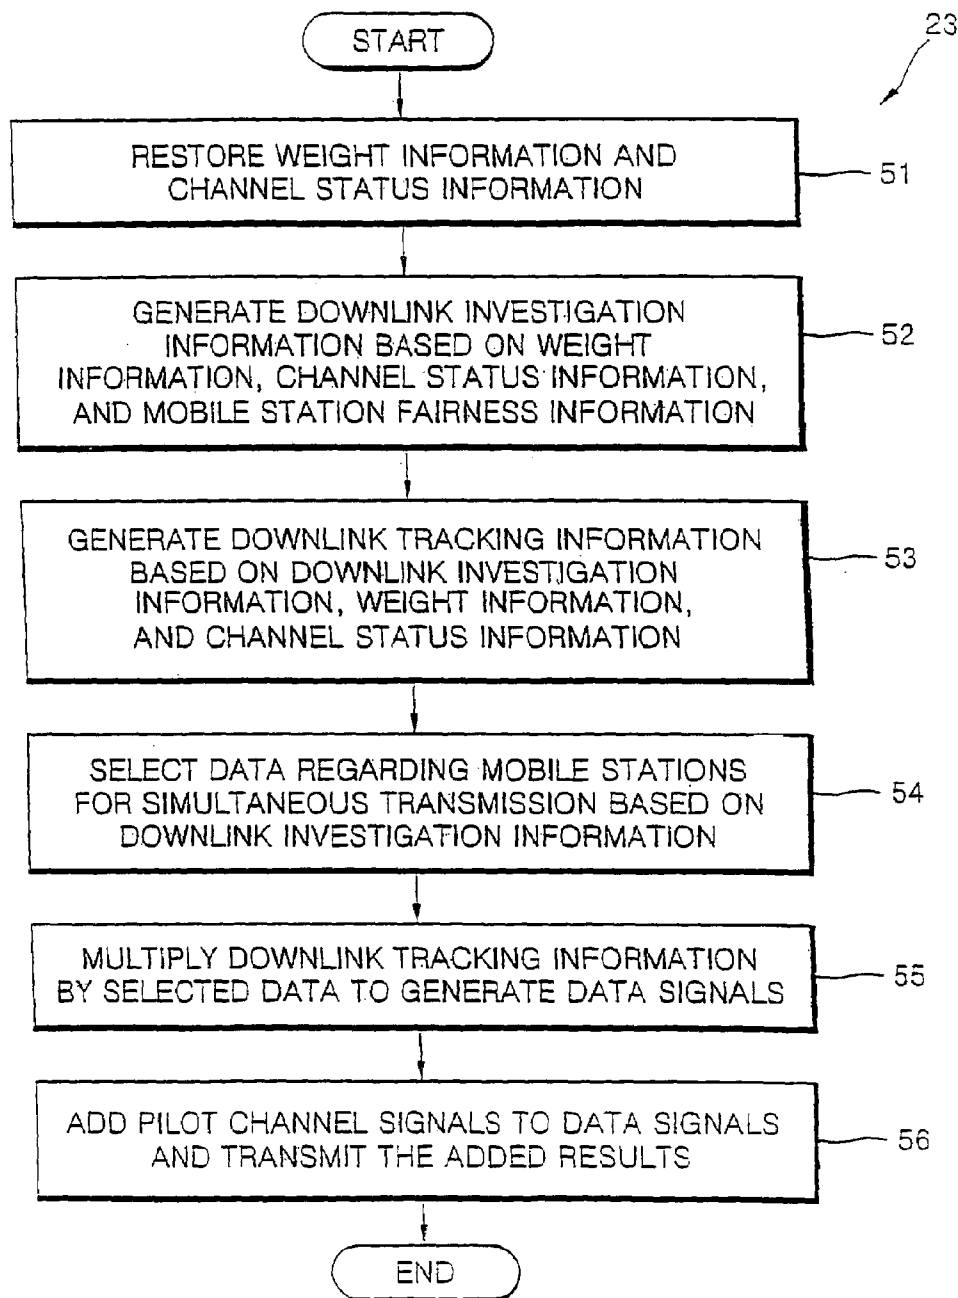 START
23
RESTORE WEIGHT INFORMATION AND
CHANNEL STATUS INFORMATION
51
GENERATE DOWNLINK INVESTIGATION
INFORMATION BASED ON WEIGHT
INFORMATION, CHANNEL STATUS INFORMATION,
AND MOBILE STATION FAIRNESS INFORMATION
52
GENERATE DOWNLINK TRACKING INFORMATION
BASED ON DOWNLINK INVESTIGATION
INFORMATION, WEIGHT INFORMATION,
AND CHANNEL STATUS INFORMATION
53
SELECT DATA REGARDING MOBILE STATIONS
FOR SIMULTANEOUS TRANSMISSION BASED ON
DOWNLINK INVESTIGATION INFORMATION
54
MULTIPLY DOWNLINK TRACKING INFORMATION
BY SELECTED DATA TO GENERATE DATA SIGNALS
55
ADD PILOT CHANNEL SIGNALS TO DATA SIGNALS
AND TRANSMIT THE ADDED RESULTS
56
END